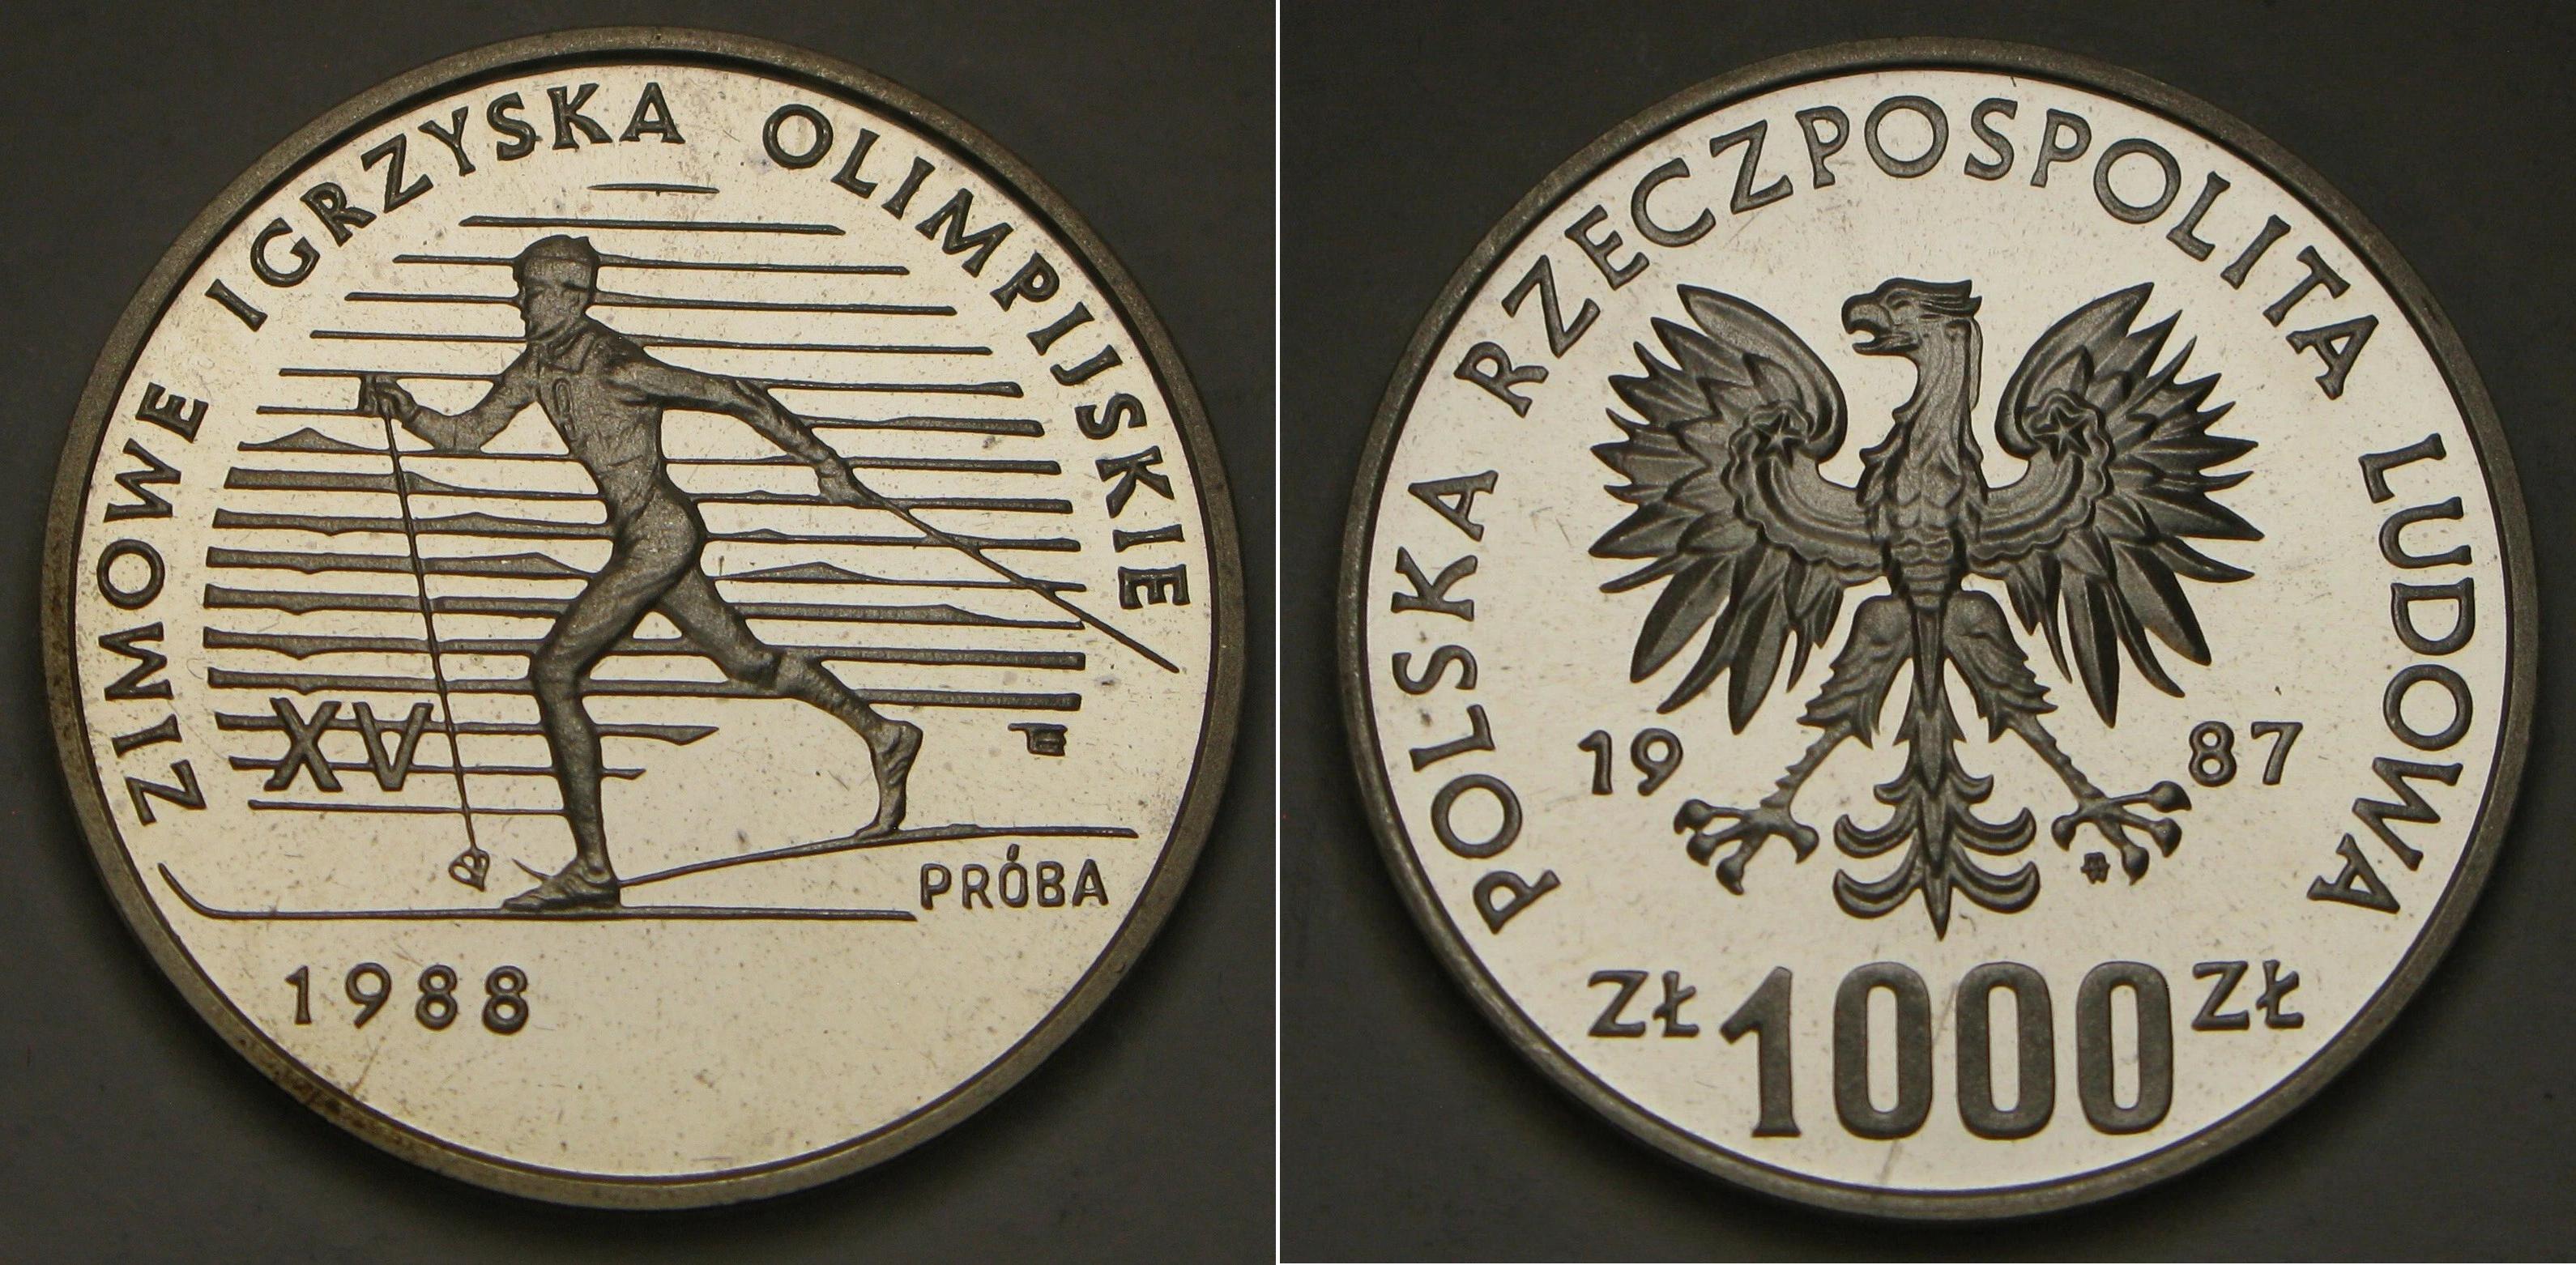 ZIMOWE IGRZYSKA OLIMPIJSKIE
XV
PRÓBA
1988
POLSKA RZECZPOSPOLITA LUDOWA
19 87
ZŁ 1000 ZŁ